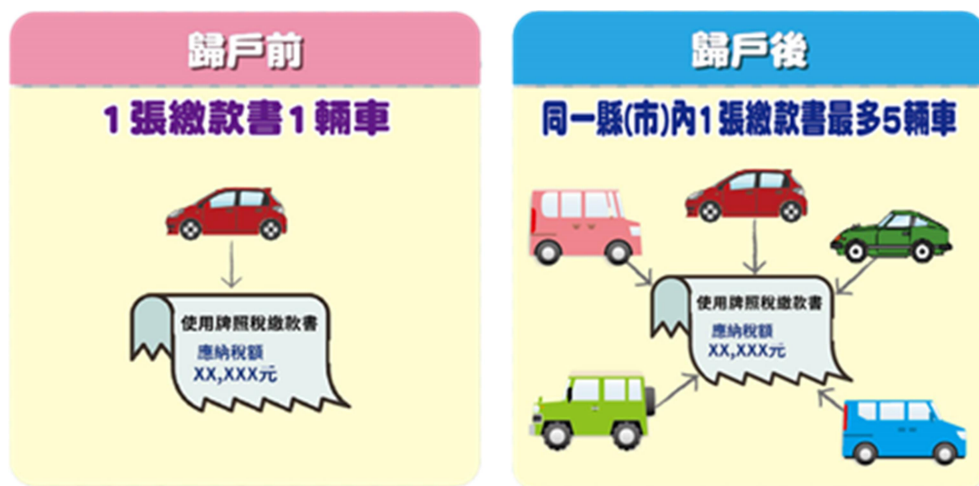 歸戶前
1張繳款書1輛車
使用牌照稅繳款書
應納稅額
XX,XXX元
歸戶後
同一縣(市)內1張繳款書最多5輛車
使用牌照稅繳款書
應納稅額
XX,XXX元